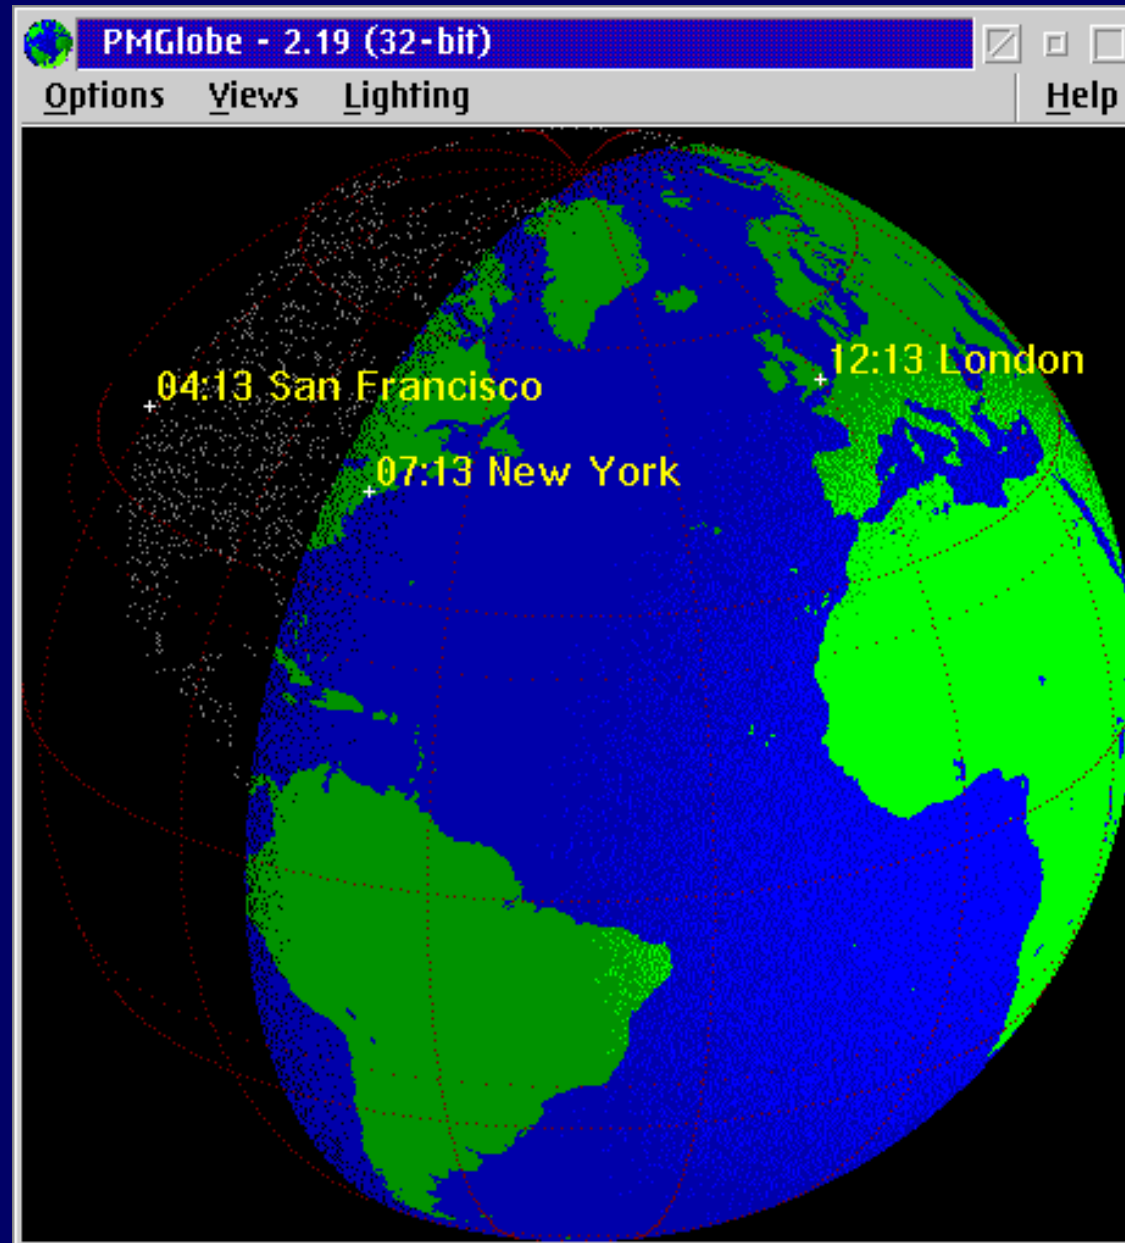 PMGlobe - 2.19 (32-bit)
Options Views Lighting Help
12:13 London
04:13 San Francisco
07:13 New York